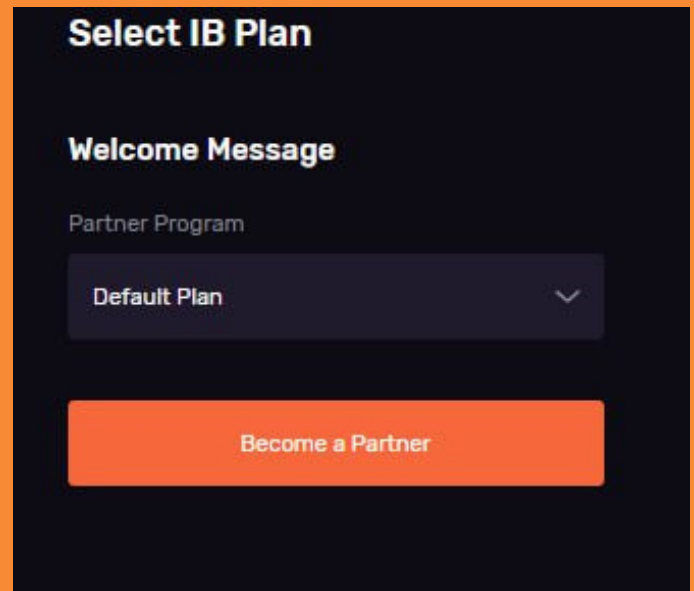 Select IB Plan
Welcome Message
Partner Program
Default Plan
Become a Partner